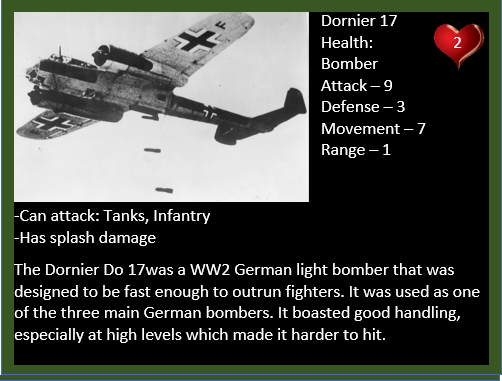 Dornier 17
Health:
2
Bomber
Attack – 9
Defense – 3
Movement – 7
Range – 1
F
-Can attack: Tanks, Infantry
-Has splash damage
The Dornier Do 17was a WW2 German light bomber that was
designed to be fast enough to outrun fighters. It was used as one
of the three main German bombers. It boasted good handling,
especially at high levels which made it harder to hit.